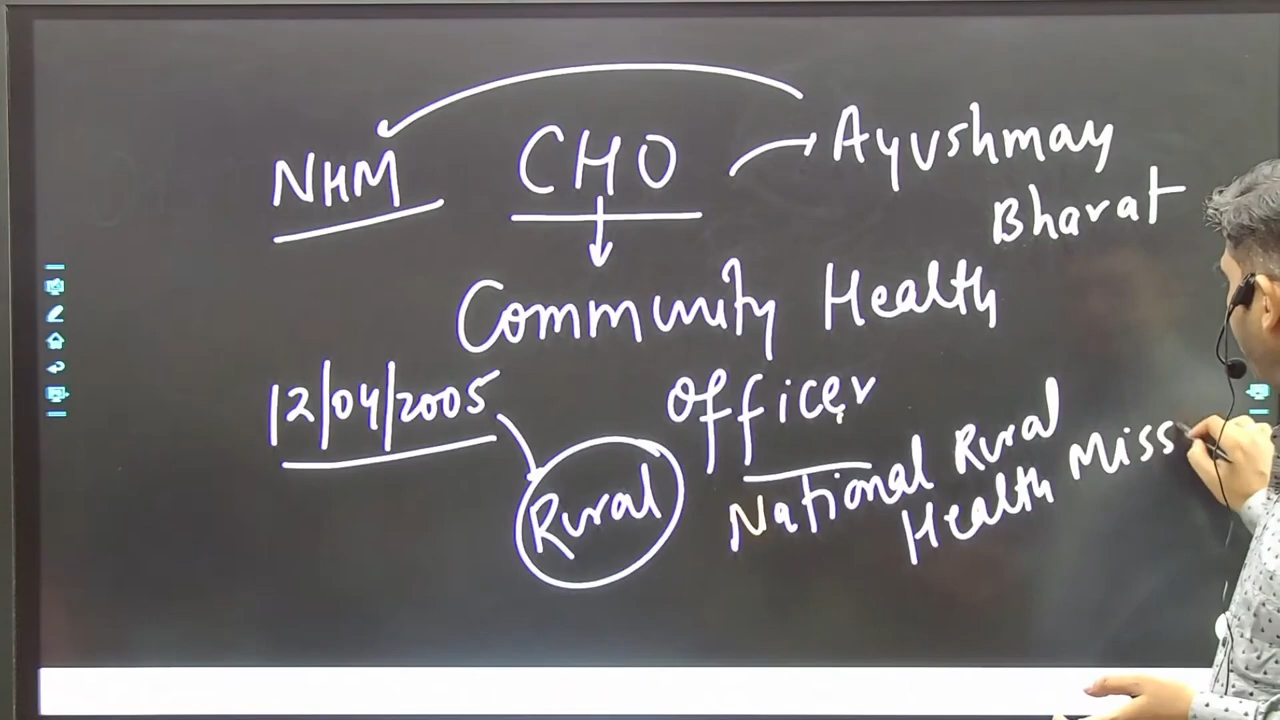 NHM CHO Ayushmay
Bharat
Community Health
Officer
12/04/2005
Rural
National Rural
Health Miss